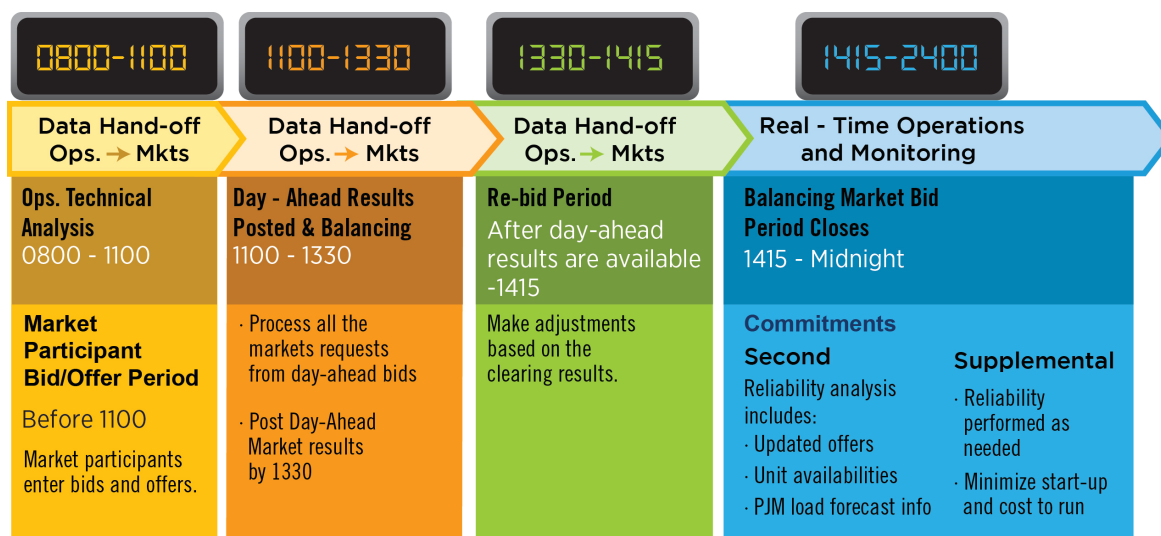 0800-1100
1100-1330
1330-1415
1415-2400
Data Hand-off
Ops. → Mkts
Data Hand-off
Ops. → Mkts
Data Hand-off
Ops. → Mkts
Real - Time Operations
and Monitoring
Ops. Technical
Analysis
0800 - 1100
Market
Participant
Bid/Offer Period
Before 1100
Market participants
enter bids and offers.
Day - Ahead Results
Posted & Balancing
1100 - 1330
· Process all the
markets requests
from day-ahead bids
· Post Day-Ahead
Market results
by 1330
Re-bid Period
After day-ahead
results are available
-1415
Make adjustments
based on the
clearing results.
Balancing Market Bid
Period Closes
1415 - Midnight
Commitments
Second
Reliability analysis
includes:
· Updated offers
· Unit availabilities
· PJM load forecast info
Supplemental
· Reliability
performed as
needed
· Minimize start-up
and cost to run